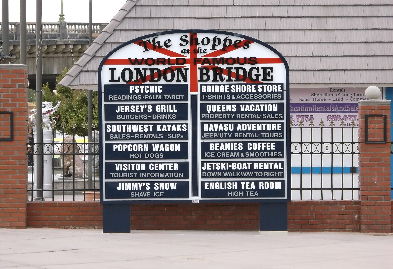 The Shoppes
at the
WORLD FAMOUS
LONDON BRIDGE
PSYCHIC
READINGS · PALM · TAROT
JERSEY'S GRILL
BURGERS · DRINKS
SOUTHWEST KAYAKS
SALES · RENTALS · SUP
POPCORN WAGON
HOT DOGS
VISITOR CENTER
TOURIST INFORMATION
JIMMY'S SNOW
SHAVE ICE
BRIDGE SHORE STORE
T-SHIRTS & ACCESSORIES
QUEENS VACATION
PROPERTY RENTAL · SALES
HAVASU ADVENTURE
JEEP/UTV RENTAL · TOURS
BEANIES COFFEE
ICE CREAM & SMOOTHIES
JETSKI · BOAT RENTAL
DOWN WALKWAY TO RIGHT
ENGLISH TEA ROOM
HIGH TEA